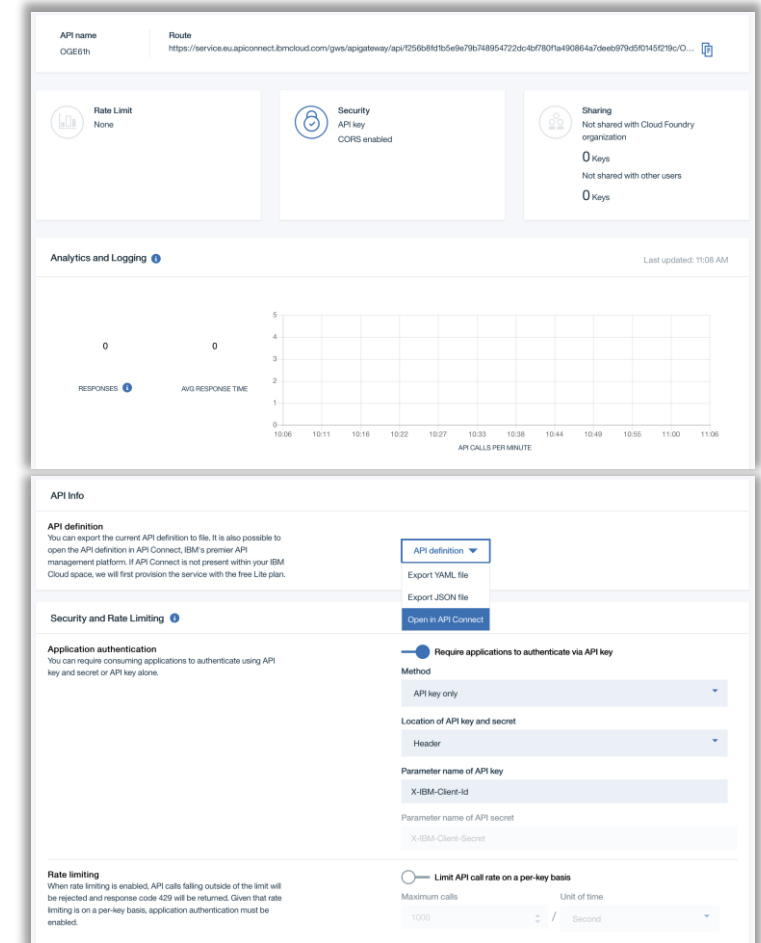 API name
OGE61h
Route
https://service.eu.apiconnect.ibmcloud.com/gws/apigateway/api/f256b8fd1b5e9e79b748954722dc4bf780f1a490864a7deeb979d5f0145f219c/O...
Rate Limit
None
Security
API key
CORS enabled
Sharing
Not shared with Cloud Foundry
organization
0 Keys
Not shared with other users
0 Keys
Analytics and Logging
Last updated: 11:08 AM
0
RESPONSES
0
AVG RESPONSE TIME
5
4
3
2
1
0
10:06 10:11 10:16 10:22 10:27 10:33 10:38 10:44 10:49 10:55 11:00 11:06
API CALLS PER MINUTE
API Info
API definition
You can export the current API definition to file. It is also possible to
open the API definition in API Connect, IBM's premier API
management platform. If API Connect is not present within your IBM
Cloud space, we will first provision the service with the free Lite plan.
API definition
Export YAML file
Export JSON file
Open in API Connect
Security and Rate Limiting
Application authentication
You can require consuming applications to authenticate using API
key and secret or API key alone.
Require applications to authenticate via API key
Method
API key only
Location of API key and secret
Header
Parameter name of API key
X-IBM-Client-Id
Parameter name of API secret
X-IBM-Client-Secret
Rate limiting
When rate limiting is enabled, API calls falling outside of the limit will
be rejected and response code 429 will be returned. Given that rate
limiting is on a per-key basis, application authentication must be
enabled.
Limit API call rate on a per-key basis
Maximum calls
Unit of time
1000 / Second